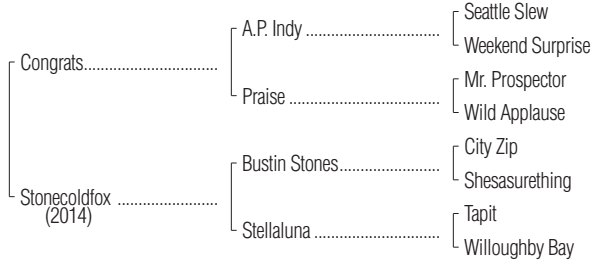 Seattle Slew
A.P. Indy ..............................
Weekend Surprise
Congrats..............................
Mr. Prospector
Praise ..................................
Wild Applause
City Zip
Bustin Stones.......................
Shesasurething
Stonecoldfox ......................
(2014)
Tapit
Stellaluna ............................
Willoughby Bay